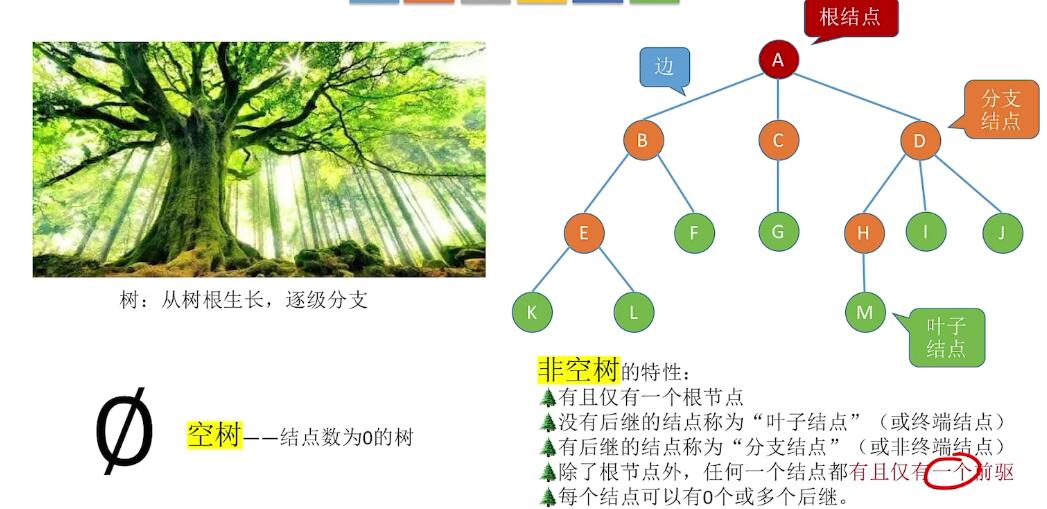 根结点
边
A
分支
结点
B
C
D
E
F
G
H
I
J
K
L
M
叶子
结点
树：从树根生长，逐级分支
Ø
空树——结点数为0的树
非空树的特性：
有且仅有一个根节点
没有后继的结点称为“叶子结点”（或终端结点）
有后继的结点称为“分支结点”（或非终端结点）
除了根节点外，任何一个结点都有且仅有一个前驱
每个结点可以有0个或多个后继。